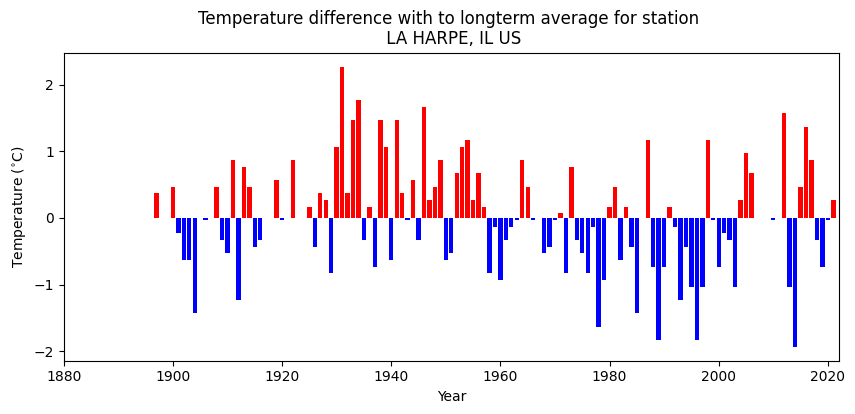 Temperature difference with to longterm average for station
LA HARPE, IL US
Temperature (°C)
2
1
0
−1
−2
1880 1900 1920 1940 1960 1980 2000 2020
Year